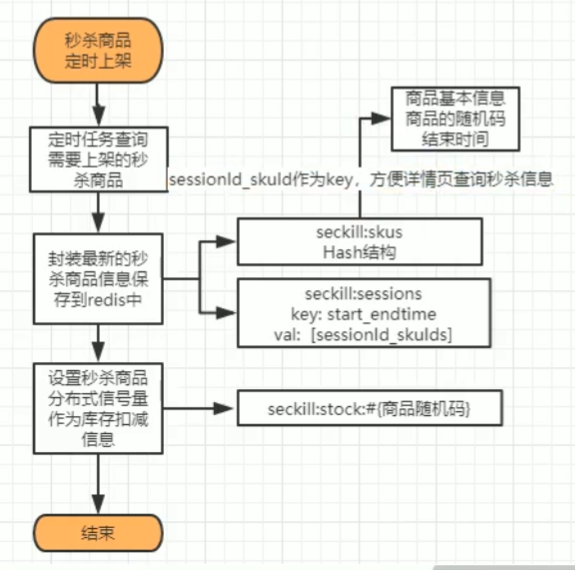 秒杀商品
定时上架
商品基本信息
商品的随机码
结束时间
定时任务查询
需要上架的秒
杀商品
sessionId_skuId作为key，方便详情页查询秒杀信息
seckill:skus
Hash结构
封装最新的秒
杀商品信息保
存到redis中
seckill:sessions
key: start_endtime
val: [sessionId_skuIds]
设置秒杀商品
分布式信号量
作为库存扣减
信息
seckill:stock:#{商品随机码}
结束